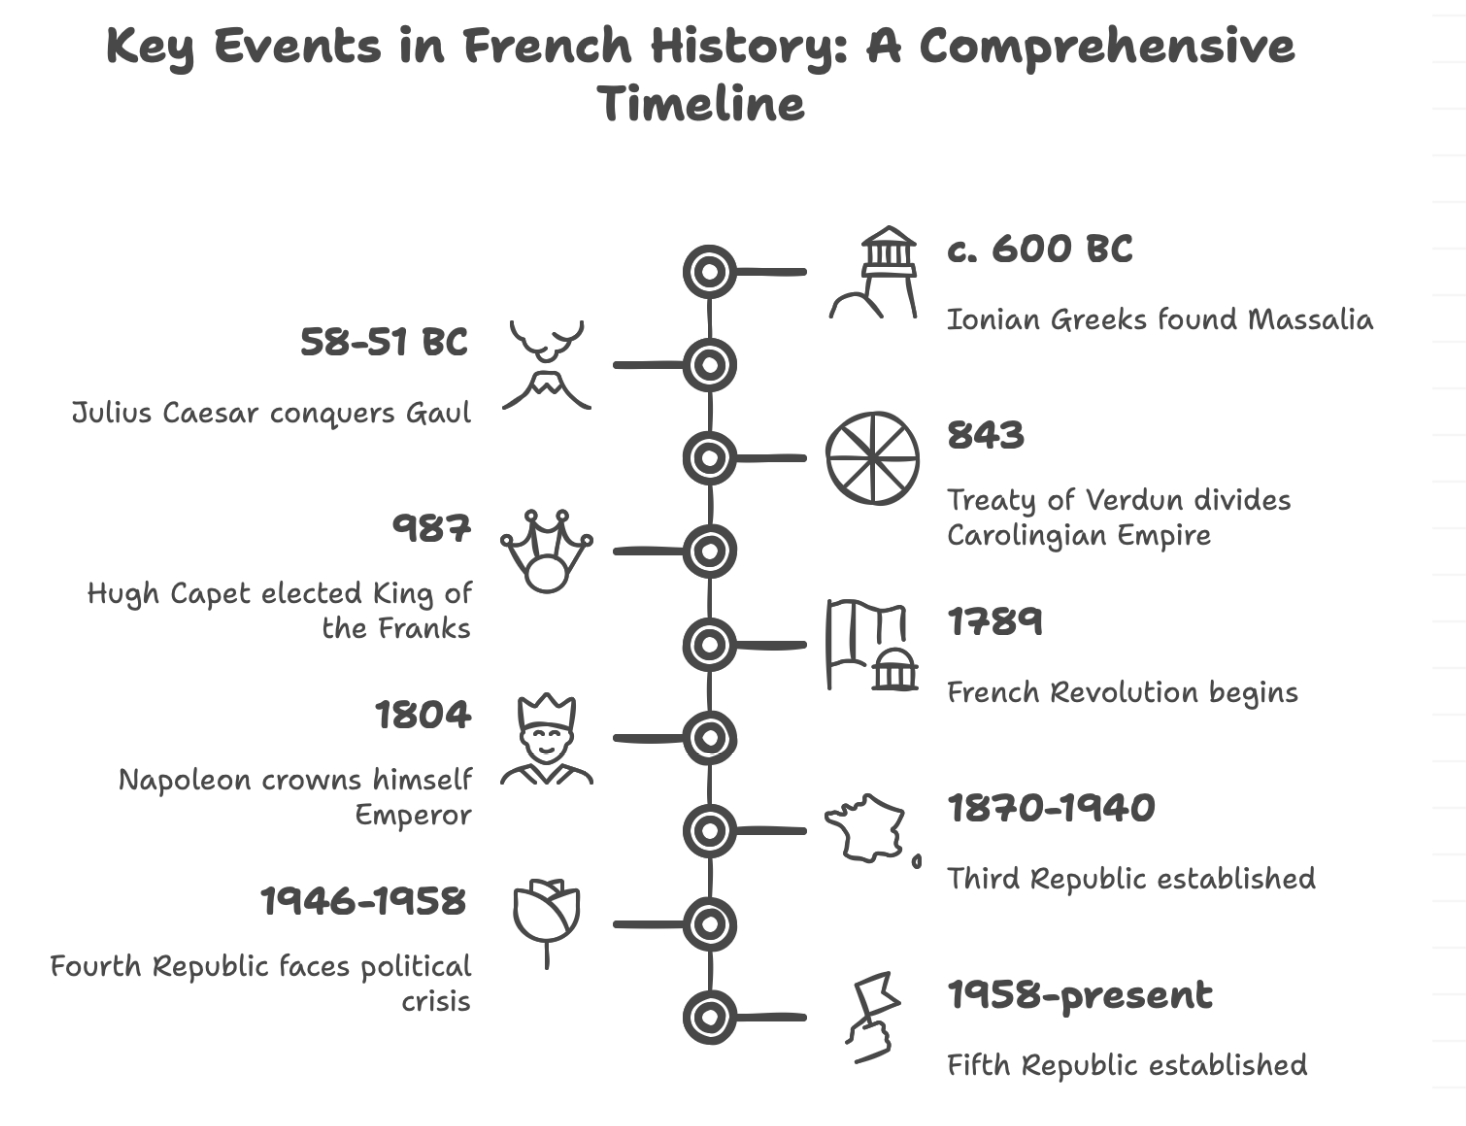 Key Events in French History: A Comprehensive
Timeline
c. 600 BC
Ionian Greeks found Massalia
58-51 BC
Julius Caesar conquers Gaul
843
Treaty of Verdun divides
Carolingian Empire
987
Hugh Capet elected King of
the Franks
1789
French Revolution begins
1804
Napoleon crowns himself
Emperor
1870-1940
Third Republic established
1946-1958
Fourth Republic faces political
crisis
1958-present
Fifth Republic established